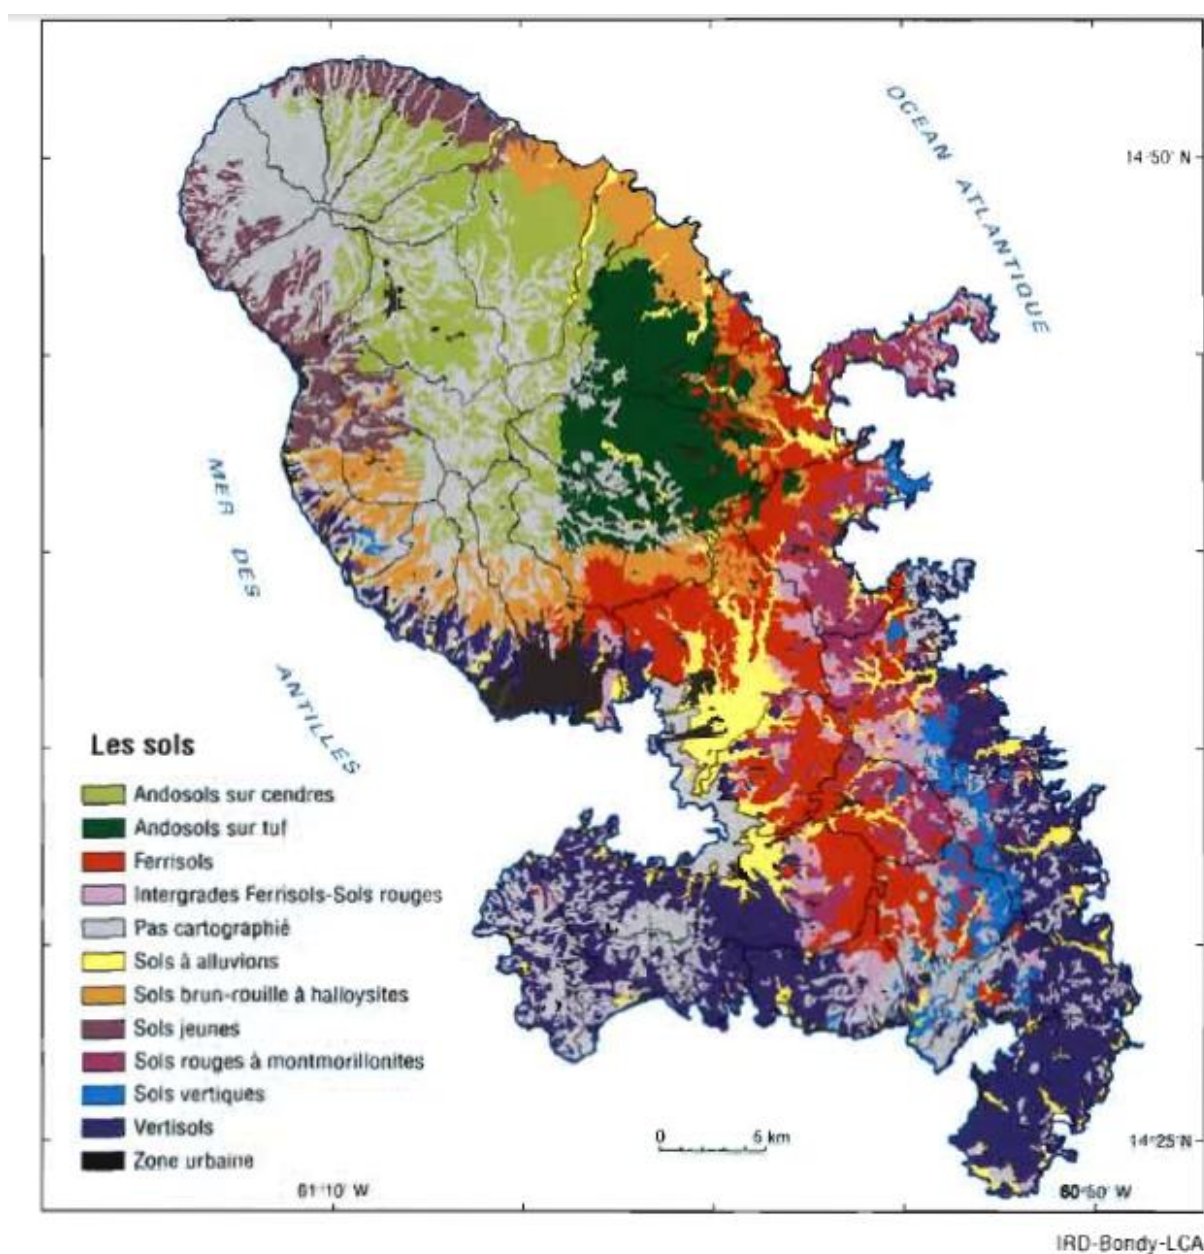 OCEAN ATLANTIQUE
14°50' N
MER DES ANTILLES
Les sols
Andosols sur cendres
Andosols sur tuf
Ferrisols
Intergrades Ferrisols-Sols rouges
Pas cartographié
Sols à alluvions
Sols brun-rouille à halloysites
Sols jeunes
Sols rouges à montmorillonites
Sols vertiques
Vertisols
Zone urbaine
0 5 km
14°25' N
61°10' W
60°50' W
IRD-Bondy-LCA